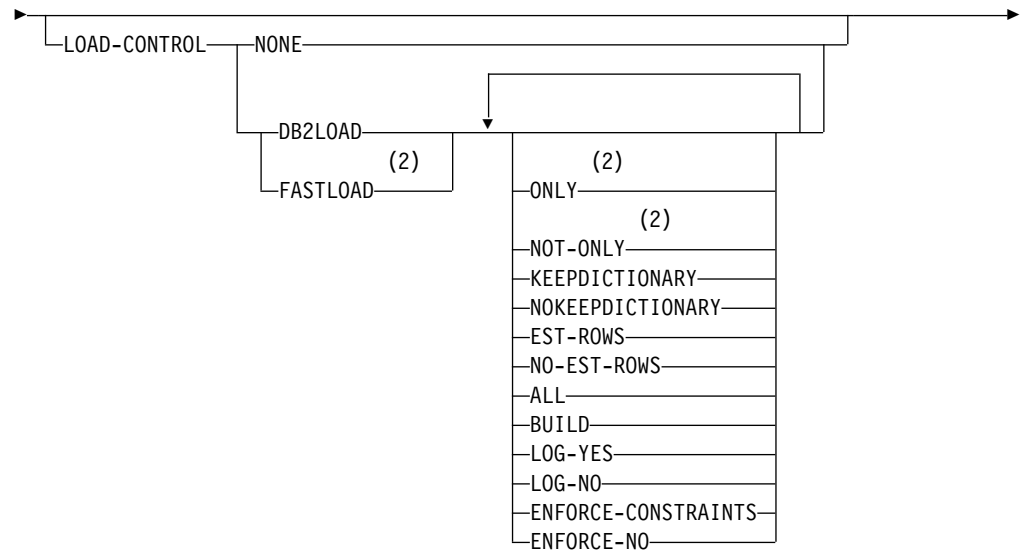 LOAD-CONTROL NONE
DB2LOAD
(2) (2)
FASTLOAD ONLY
(2)
NOT-ONLY
KEEPDICTIONARY
NOKEEPDICTIONARY
EST-ROWS
NO-EST-ROWS
ALL
BUILD
LOG-YES
LOG-NO
ENFORCE-CONSTRAINTS
ENFORCE-NO